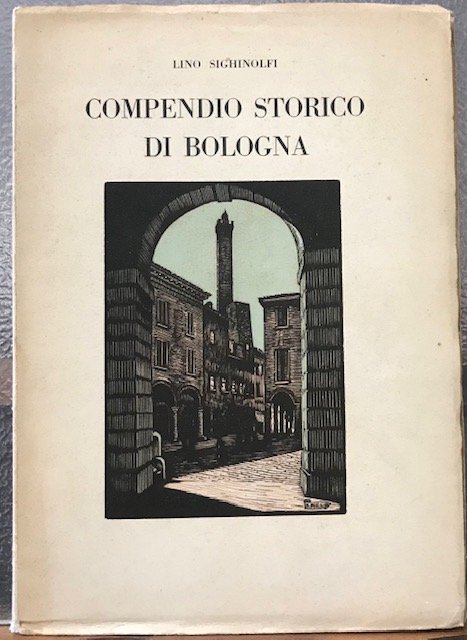 LINO SIGHINOLFI
COMPENDIO STORICO
DI BOLOGNA